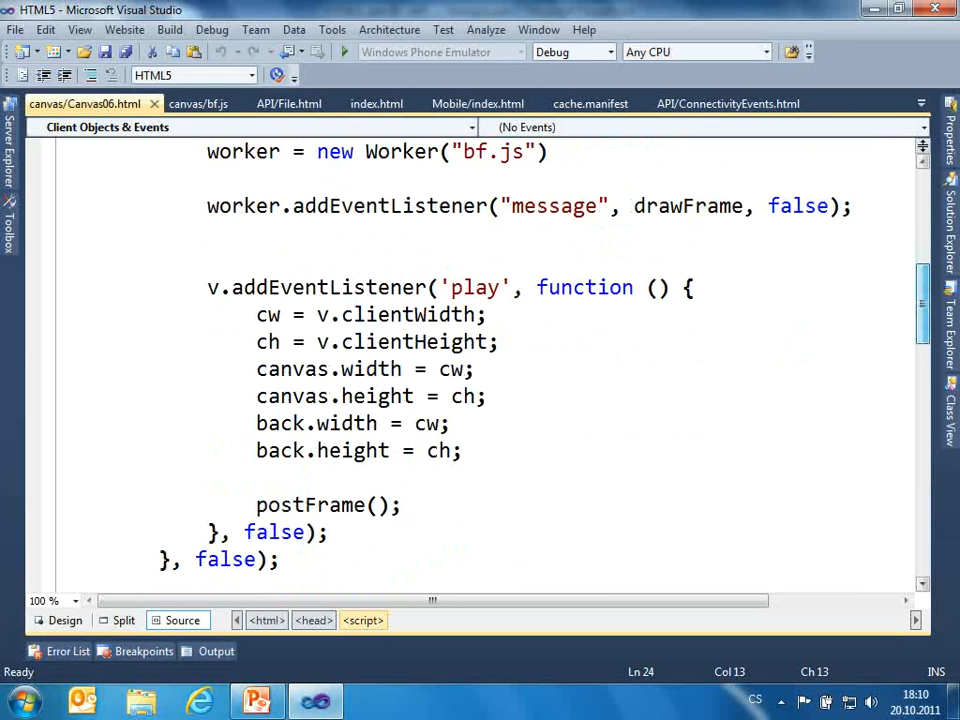 HTML5 - Microsoft Visual Studio
File Edit View Website Build Debug Team Data Tools Architecture Test Analyze Window Help
Windows Phone Emulator Debug Any CPU
HTML5
canvas/Canvas06.html canvas/bf.js API/File.html index.html Mobile/index.html cache.manifest API/ConnectivityEvents.html
Client Objects & Events (No Events)
worker = new Worker("bf.js")
worker.addEventListener("message", drawFrame, false);
v.addEventListener('play', function () {
cw = v.clientWidth;
ch = v.clientHeight;
canvas.width = cw;
canvas.height = ch;
back.width = cw;
back.height = ch;
postFrame();
}, false);
}, false);
100 %
Design Split Source <html> <head> <script>
Error List Breakpoints Output
Ready Ln 24 Col 13 Ch 13 INS
CS 18:10
20.10.2011
Server Explorer
Toolbox
Properties
Solution Explorer
Team Explorer
Class View